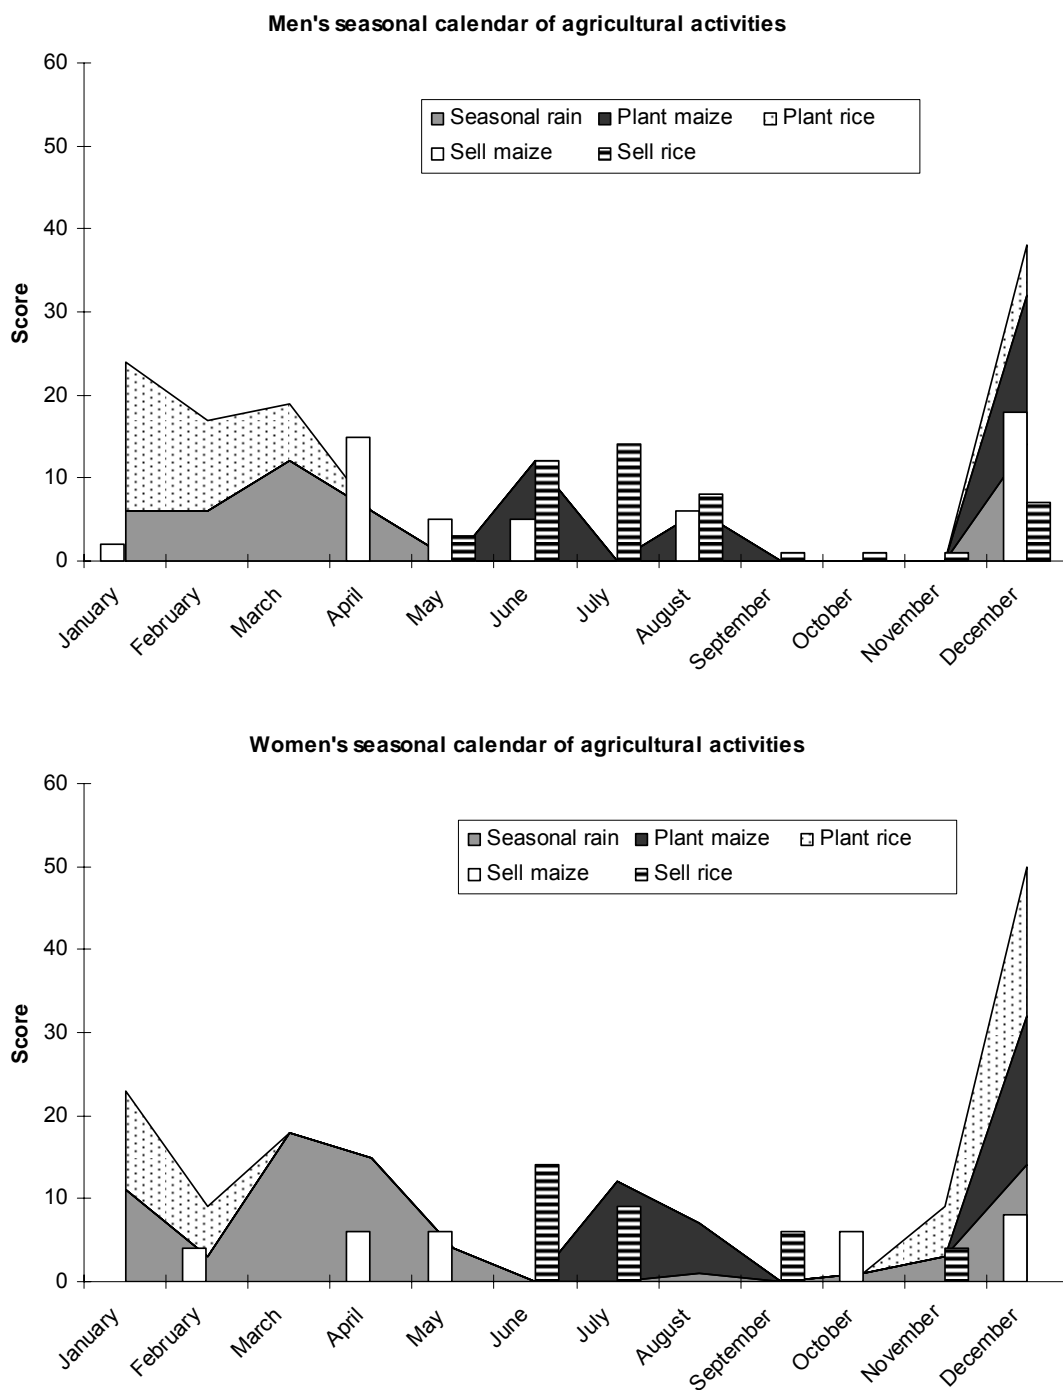 Men's seasonal calendar of agricultural activities
60
50
40
30
20
10
0
Score
Seasonal rain Plant maize Plant rice
Sell maize Sell rice
January February March April May June July August September October November December
Women's seasonal calendar of agricultural activities
60
50
40
30
20
10
0
Score
Seasonal rain Plant maize Plant rice
Sell maize Sell rice
January February March April May June July August September October November December